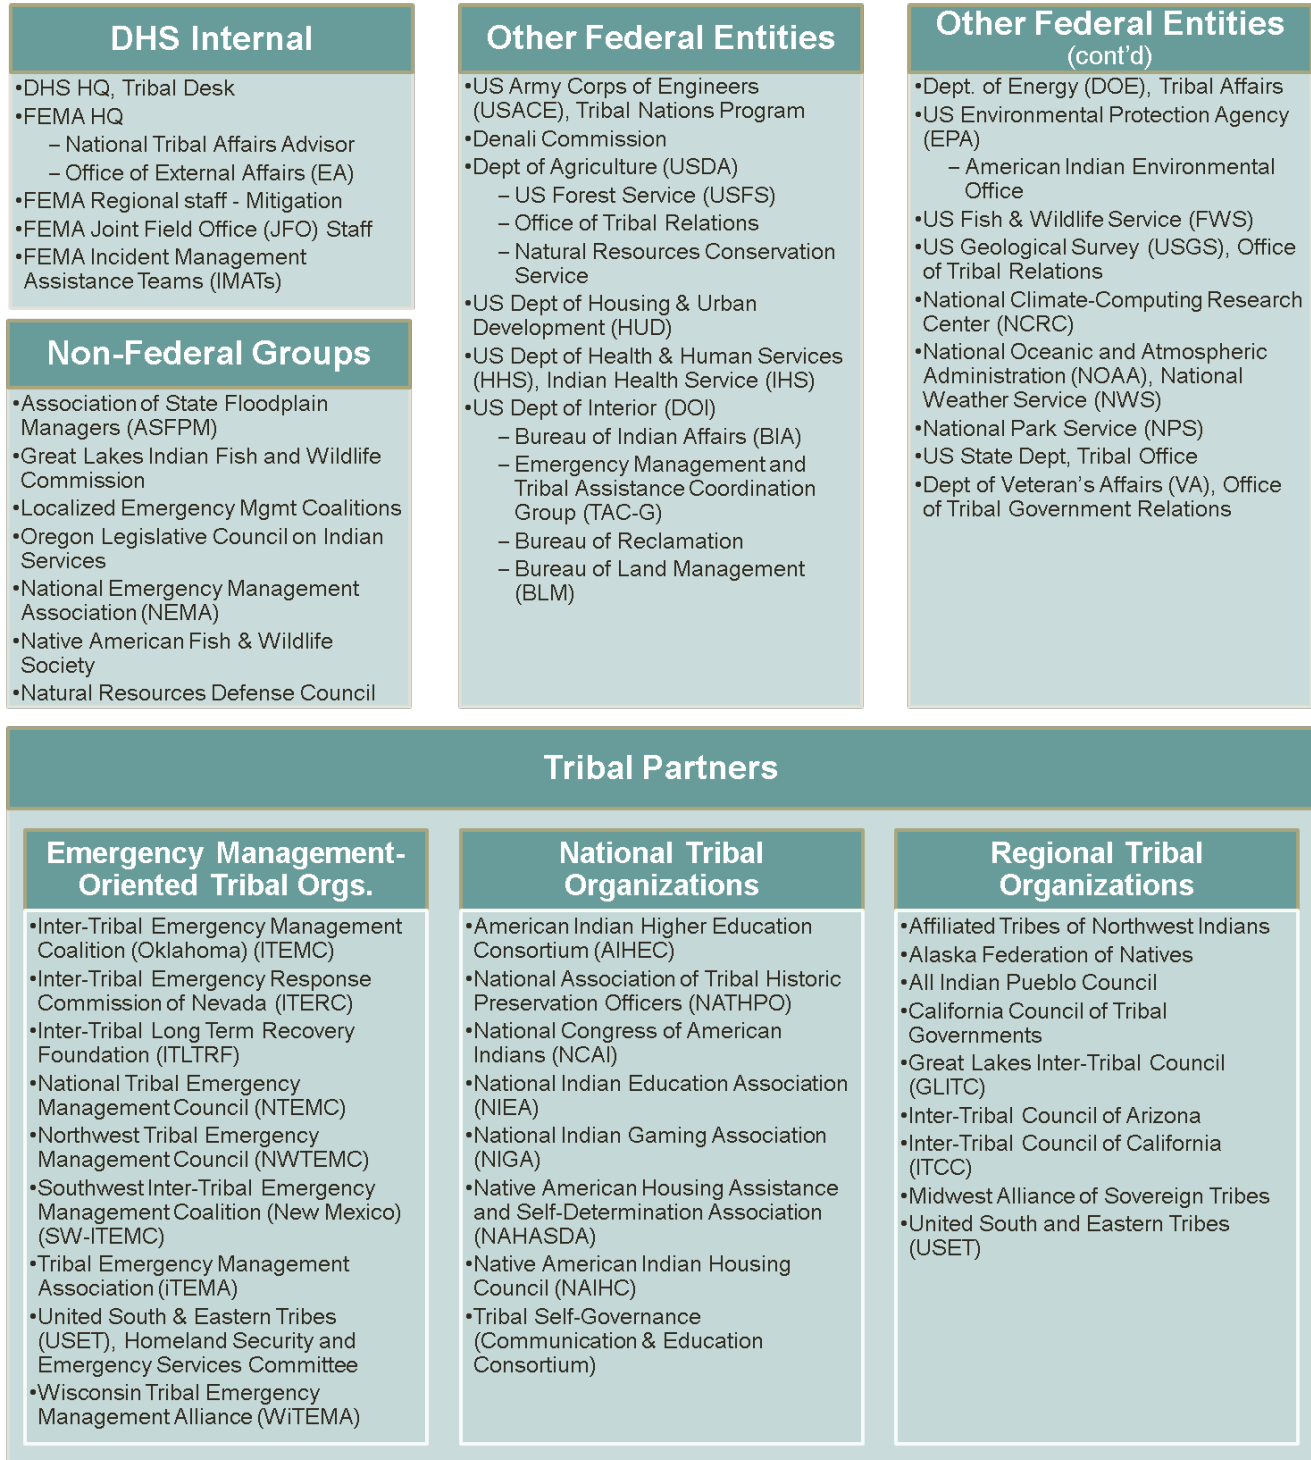 DHS Internal
•DHS HQ, Tribal Desk
•FEMA HQ
– National Tribal Affairs Advisor
– Office of External Affairs (EA)
•FEMA Regional staff - Mitigation
•FEMA Joint Field Office (JFO) Staff
•FEMA Incident Management
Assistance Teams (IMATs)
Non-Federal Groups
•Association of State Floodplain
Managers (ASFPM)
•Great Lakes Indian Fish and Wildlife
Commission
•Localized Emergency Mgmt Coalitions
•Oregon Legislative Council on Indian
Services
•National Emergency Management
Association (NEMA)
•Native American Fish & Wildlife
Society
•Natural Resources Defense Council
Other Federal Entities
•US Army Corps of Engineers
(USACE), Tribal Nations Program
•Denali Commission
•Dept of Agriculture (USDA)
– US Forest Service (USFS)
– Office of Tribal Relations
– Natural Resources Conservation
Service
•US Dept of Housing & Urban
Development (HUD)
•US Dept of Health & Human Services
(HHS), Indian Health Service (IHS)
•US Dept of Interior (DOI)
– Bureau of Indian Affairs (BIA)
– Emergency Management and
Tribal Assistance Coordination
Group (TAC-G)
– Bureau of Reclamation
– Bureau of Land Management
(BLM)
Other Federal Entities
(cont’d)
•Dept. of Energy (DOE), Tribal Affairs
•US Environmental Protection Agency
(EPA)
– American Indian Environmental
Office
•US Fish & Wildlife Service (FWS)
•US Geological Survey (USGS), Office
of Tribal Relations
•National Climate-Computing Research
Center (NCRC)
•National Oceanic and Atmospheric
Administration (NOAA), National
Weather Service (NWS)
•National Park Service (NPS)
•US State Dept, Tribal Office
•Dept of Veteran’s Affairs (VA), Office
of Tribal Government Relations
Tribal Partners
Emergency Management-
Oriented Tribal Orgs.
•Inter-Tribal Emergency Management
Coalition (Oklahoma) (ITEMC)
•Inter-Tribal Emergency Response
Commission of Nevada (ITERC)
•Inter-Tribal Long Term Recovery
Foundation (ITLTRF)
•National Tribal Emergency
Management Council (NTEMC)
•Northwest Tribal Emergency
Management Council (NWTEMC)
•Southwest Inter-Tribal Emergency
Management Coalition (New Mexico)
(SW-ITEMC)
•Tribal Emergency Management
Association (iTEMA)
•United South & Eastern Tribes
(USET), Homeland Security and
Emergency Services Committee
•Wisconsin Tribal Emergency
Management Alliance (WiTEMA)
National Tribal
Organizations
•American Indian Higher Education
Consortium (AIHEC)
•National Association of Tribal Historic
Preservation Officers (NATHPO)
•National Congress of American
Indians (NCAI)
•National Indian Education Association
(NIEA)
•National Indian Gaming Association
(NIGA)
•Native American Housing Assistance
and Self-Determination Association
(NAHASDA)
•Native American Indian Housing
Council (NAIHC)
•Tribal Self-Governance
(Communication & Education
Consortium)
Regional Tribal
Organizations
•Affiliated Tribes of Northwest Indians
•Alaska Federation of Natives
•All Indian Pueblo Council
•California Council of Tribal
Governments
•Great Lakes Inter-Tribal Council
(GLITC)
•Inter-Tribal Council of Arizona
•Inter-Tribal Council of California
(ITCC)
•Midwest Alliance of Sovereign Tribes
•United South and Eastern Tribes
(USET)